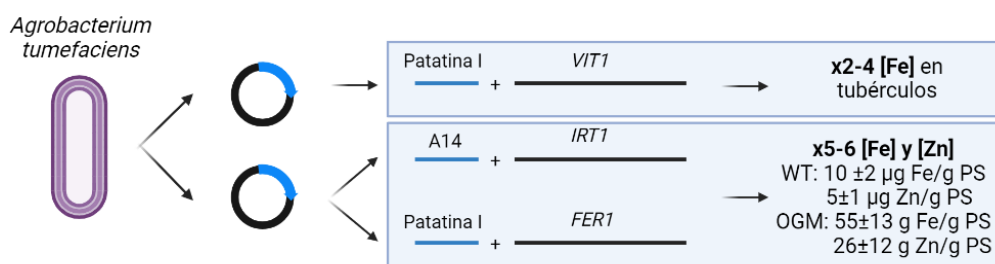 Agrobacterium
tumefaciens
Patatina I
+
VIT1
x2-4 [Fe] en
tubérculos
A14
+
IRT1
Patatina I
+
FER1
x5-6 [Fe] y [Zn]
WT: 10 ±2 µg Fe/g PS
5±1 µg Zn/g PS
OGM: 55±13 g Fe/g PS
26±12 g Zn/g PS